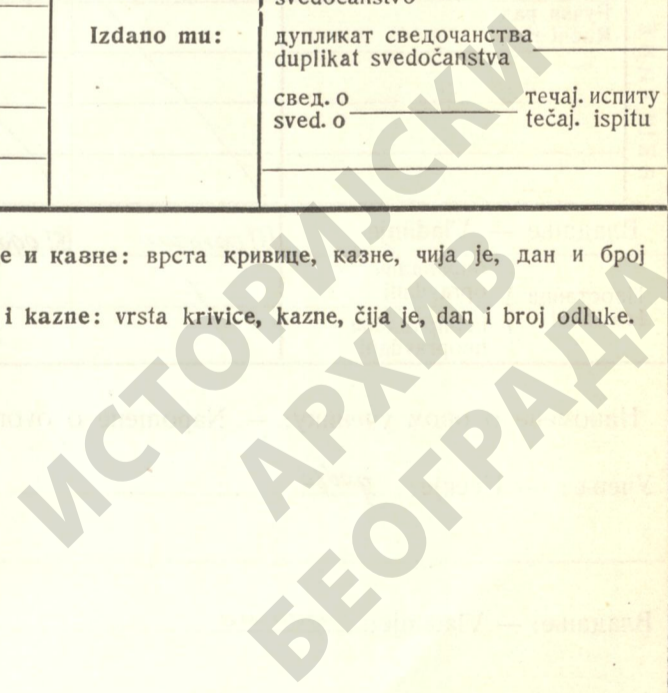 svedočanstvo
Izdano mu:
дупликат сведочанства
duplikat svedočanstva
свед. о течај. испиту
sved. o tečaj. ispitu
е и казне: врста кривице, казне, чија је, дан и број
i kazne: vrsta krivice, kazne, čija je, dan i broj odluke.
ИСТОРИЈСКИ
АРХИВ
БЕОГРАДА